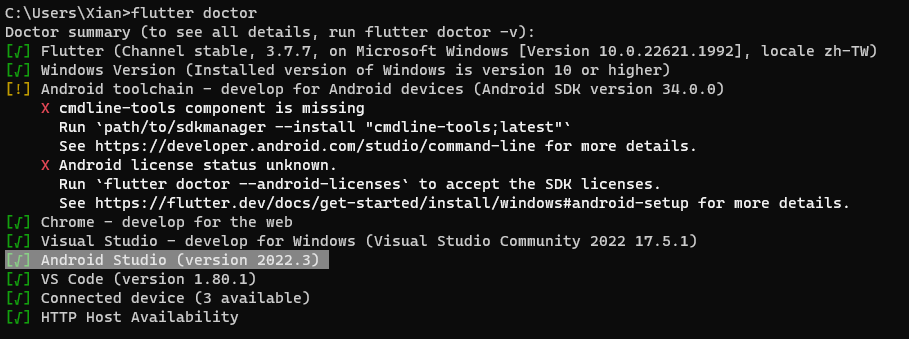 C:\Users\Xian>flutter doctor
Doctor summary (to see all details, run flutter doctor -v):
[√] Flutter (Channel stable, 3.7.7, on Microsoft Windows [Version 10.0.22621.1992], locale zh-TW)
[√] Windows Version (Installed version of Windows is version 10 or higher)
[!] Android toolchain - develop for Android devices (Android SDK version 34.0.0)
    X cmdline-tools component is missing
      Run `path/to/sdkmanager --install "cmdline-tools;latest"`
      See https://developer.android.com/studio/command-line for more details.
    X Android license status unknown.
      Run `flutter doctor --android-licenses` to accept the SDK licenses.
      See https://flutter.dev/docs/get-started/install/windows#android-setup for more details.
[√] Chrome - develop for the web
[√] Visual Studio - develop for Windows (Visual Studio Community 2022 17.5.1)
[√] Android Studio (version 2022.3)
[√] VS Code (version 1.80.1)
[√] Connected device (3 available)
[√] HTTP Host Availability